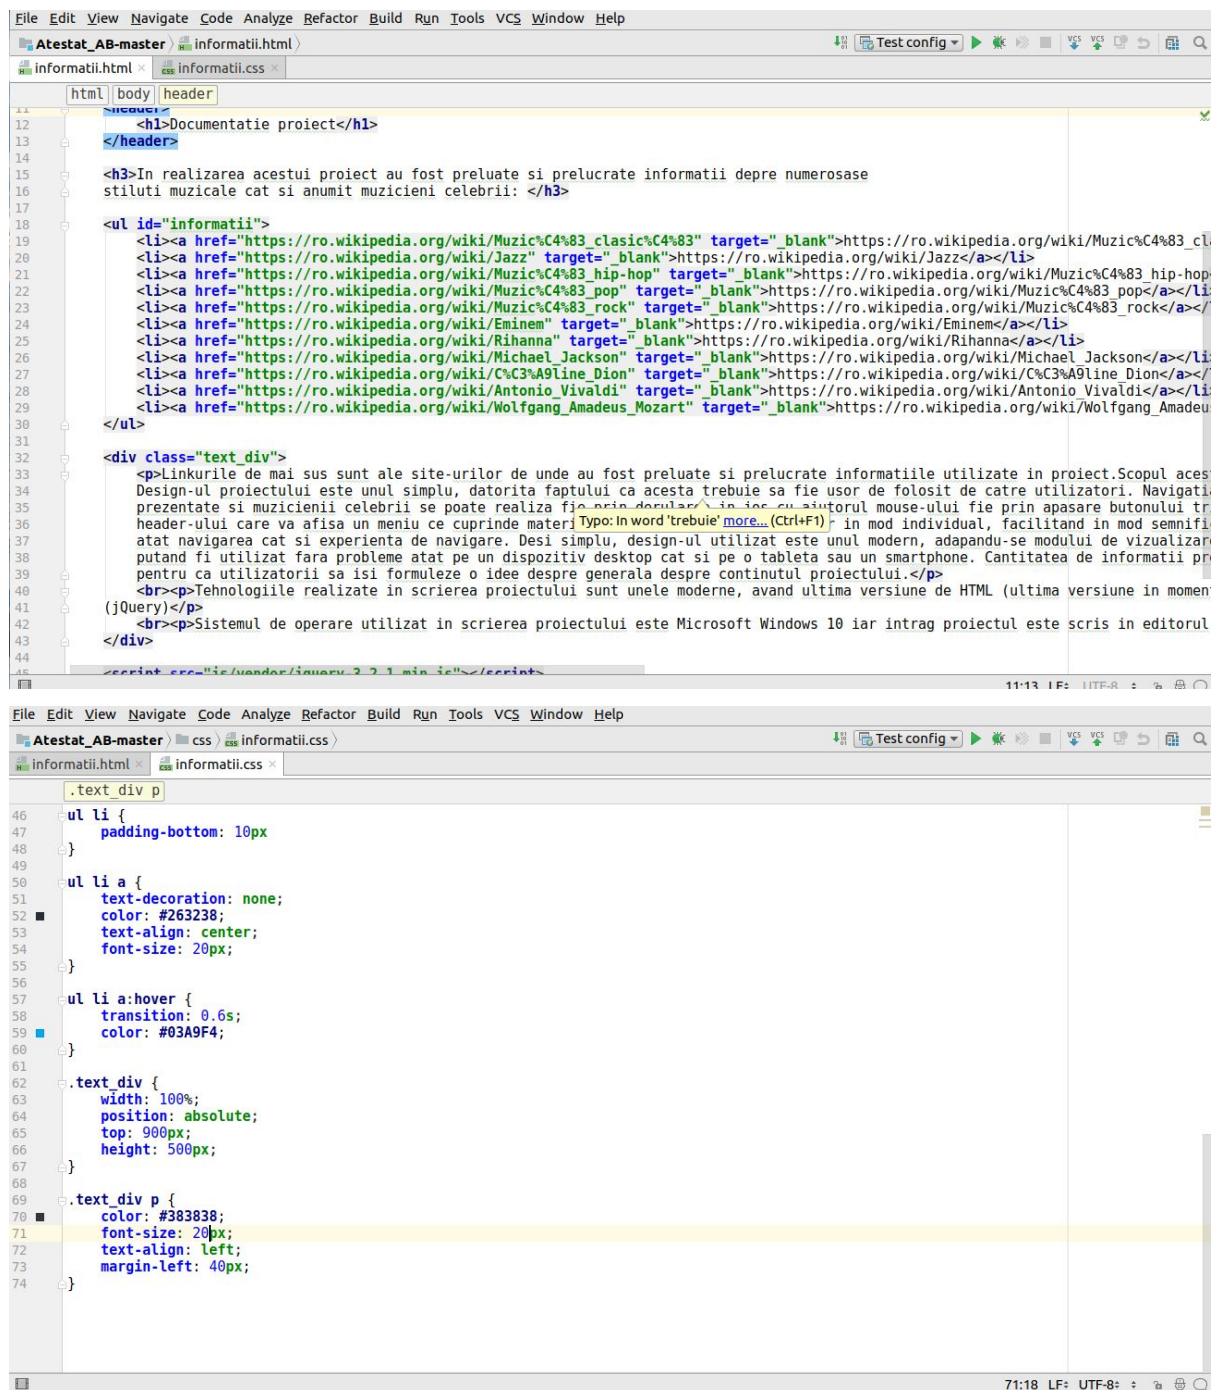 File Edit View Navigate Code Analyze Refactor Build Run Tools VCS Window Help
Atestat_AB-master informatii.html Test config VCS VCS
informatii.html informatii.css
html body header
11 <header>
12 <h1>Documentatie proiect</h1>
13 </header>
14
15 <h3>In realizarea acestui proiect au fost preluate si prelucrate informatii depre numerosase
16 stiluti muzicale cat si anumit muzicieni celebrii: </h3>
17
18 <ul id="informatii">
19 <li><a href="https://ro.wikipedia.org/wiki/Muzic%C4%83_clasic%C4%83" target="_blank">https://ro.wikipedia.org/wiki/Muzic%C4%83_cl
20 <li><a href="https://ro.wikipedia.org/wiki/Jazz" target="_blank">https://ro.wikipedia.org/wiki/Jazz</a></li>
21 <li><a href="https://ro.wikipedia.org/wiki/Muzic%C4%83_hip-hop" target="_blank">https://ro.wikipedia.org/wiki/Muzic%C4%83_hip-hop
22 <li><a href="https://ro.wikipedia.org/wiki/Muzic%C4%83_pop" target="_blank">https://ro.wikipedia.org/wiki/Muzic%C4%83_pop</a></li
23 <li><a href="https://ro.wikipedia.org/wiki/Muzic%C4%83_rock" target="_blank">https://ro.wikipedia.org/wiki/Muzic%C4%83_rock</a></
24 <li><a href="https://ro.wikipedia.org/wiki/Eminem" target="_blank">https://ro.wikipedia.org/wiki/Eminem</a></li>
25 <li><a href="https://ro.wikipedia.org/wiki/Rihanna" target="_blank">https://ro.wikipedia.org/wiki/Rihanna</a></li>
26 <li><a href="https://ro.wikipedia.org/wiki/Michael_Jackson" target="_blank">https://ro.wikipedia.org/wiki/Michael_Jackson</a></li
27 <li><a href="https://ro.wikipedia.org/wiki/C%C3%A9line_Dion" target="_blank">https://ro.wikipedia.org/wiki/C%C3%A9line_Dion</a></
28 <li><a href="https://ro.wikipedia.org/wiki/Antonio_Vivaldi" target="_blank">https://ro.wikipedia.org/wiki/Antonio_Vivaldi</a></li
29 <li><a href="https://ro.wikipedia.org/wiki/Wolfgang_Amadeus_Mozart" target="_blank">https://ro.wikipedia.org/wiki/Wolfgang_Amadeu
30 </ul>
31
32 <div class="text_div">
33 <p>Linkurile de mai sus sunt ale site-urilor de unde au fost preluate si prelucrate informatiile utilizate in proiect.Scopul aces
34 Design-ul proiectului este unul simplu, datorita faptului ca acesta trebuie sa fie usor de folosit de catre utilizatori. Navigati
35 prezentate si muzicienii celebrii se poate realiza fie prin derularea in jos cu ajutorul mouse-ului fie prin apasare butonului tr
36 header-ului care va afisa un meniu ce cuprinde materi Typo: In word 'trebuie' more... (Ctrl+F1) r in mod individual, facilitand in mod semnifi
37 atat navigarea cat si experienta de navigare. Desi simplu, design-ul utilizat este unul modern, adapandu-se modului de vizualizar
38 putand fi utilizat fara probleme atat pe un dispozitiv desktop cat si pe o tableta sau un smartphone. Cantitatea de informatii pr
39 pentru ca utilizatorii sa isi formuleze o idee despre generala despre continutul proiectului.</p>
40 <br><p>Tehnologiile realizate in scrierea proiectului sunt unele moderne, avand ultima versiune de HTML (ultima versiune in momen
41 (jQuery)</p>
42 <br><p>Sistemul de operare utilizat in scrierea proiectului este Microsoft Windows 10 iar intrag proiectul este scris in editorul
43 </div>
44
45 <script src="js/vendor/jquery-3.2.1.min.js"></script>
11:13 LF UTF-8
File Edit View Navigate Code Analyze Refactor Build Run Tools VCS Window Help
Atestat_AB-master css informatii.css Test config VCS VCS
informatii.html informatii.css
.text_div p
46 ul li {
47 padding-bottom: 10px
48 }
49
50 ul li a {
51 text-decoration: none;
52 color: #263238;
53 text-align: center;
54 font-size: 20px;
55 }
56
57 ul li a:hover {
58 transition: 0.6s;
59 color: #03A9F4;
60 }
61
62 .text_div {
63 width: 100%;
64 position: absolute;
65 top: 900px;
66 height: 500px;
67 }
68
69 .text_div p {
70 color: #383838;
71 font-size: 20px;
72 text-align: left;
73 margin-left: 40px;
74 }
71:18 LF UTF-8